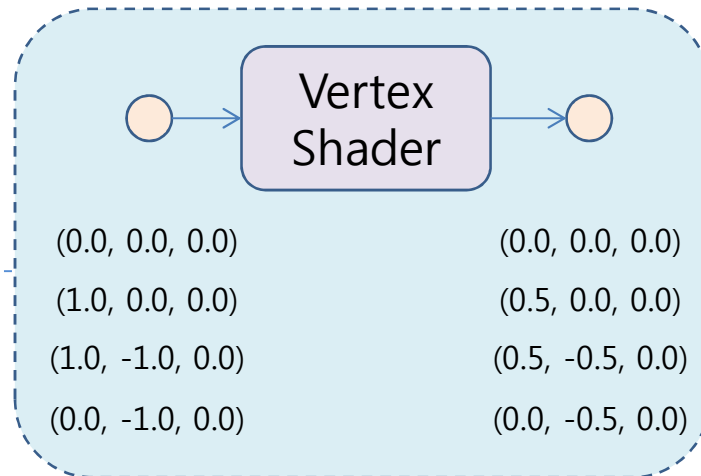 Vertex
Shader
(0.0, 0.0, 0.0) (0.0, 0.0, 0.0)
(1.0, 0.0, 0.0) (0.5, 0.0, 0.0)
(1.0, -1.0, 0.0) (0.5, -0.5, 0.0)
(0.0, -1.0, 0.0) (0.0, -0.5, 0.0)